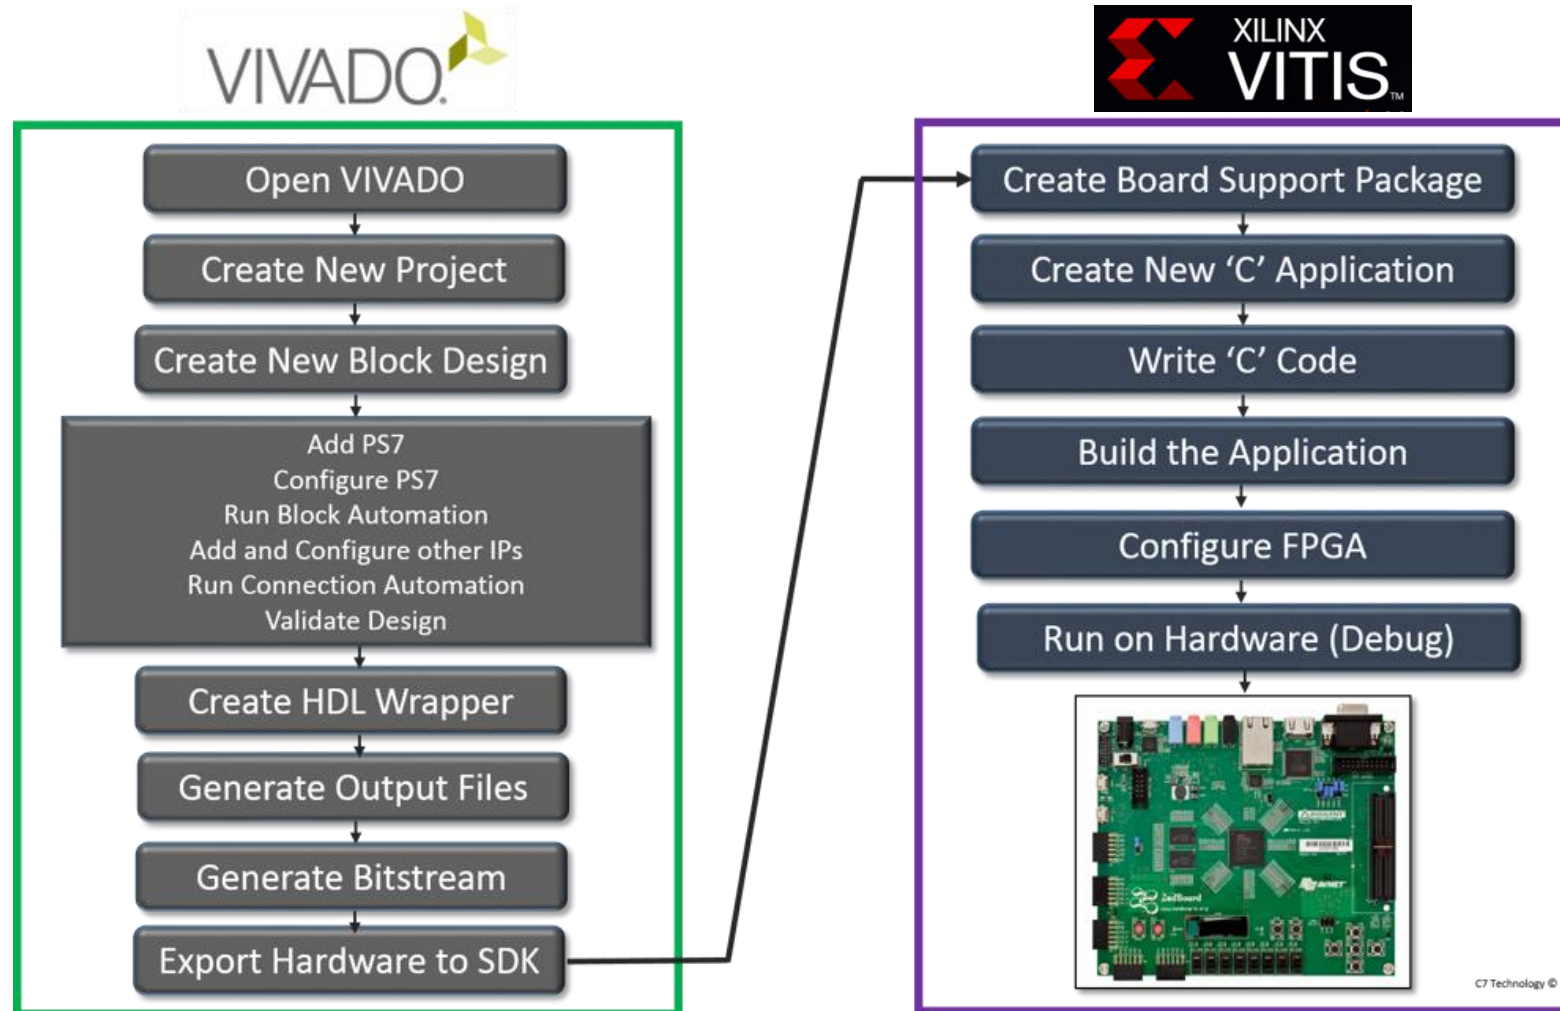 VIVADO.
Open VIVADO
Create New Project
Create New Block Design
Add PS7
Configure PS7
Run Block Automation
Add and Configure other IPs
Run Connection Automation
Validate Design
Create HDL Wrapper
Generate Output Files
Generate Bitstream
Export Hardware to SDK
XILINX
VITIS™
Create Board Support Package
Create New ‘C’ Application
Write ‘C’ Code
Build the Application
Configure FPGA
Run on Hardware (Debug)
AVNET
ZedBoard
C7 Technology ©